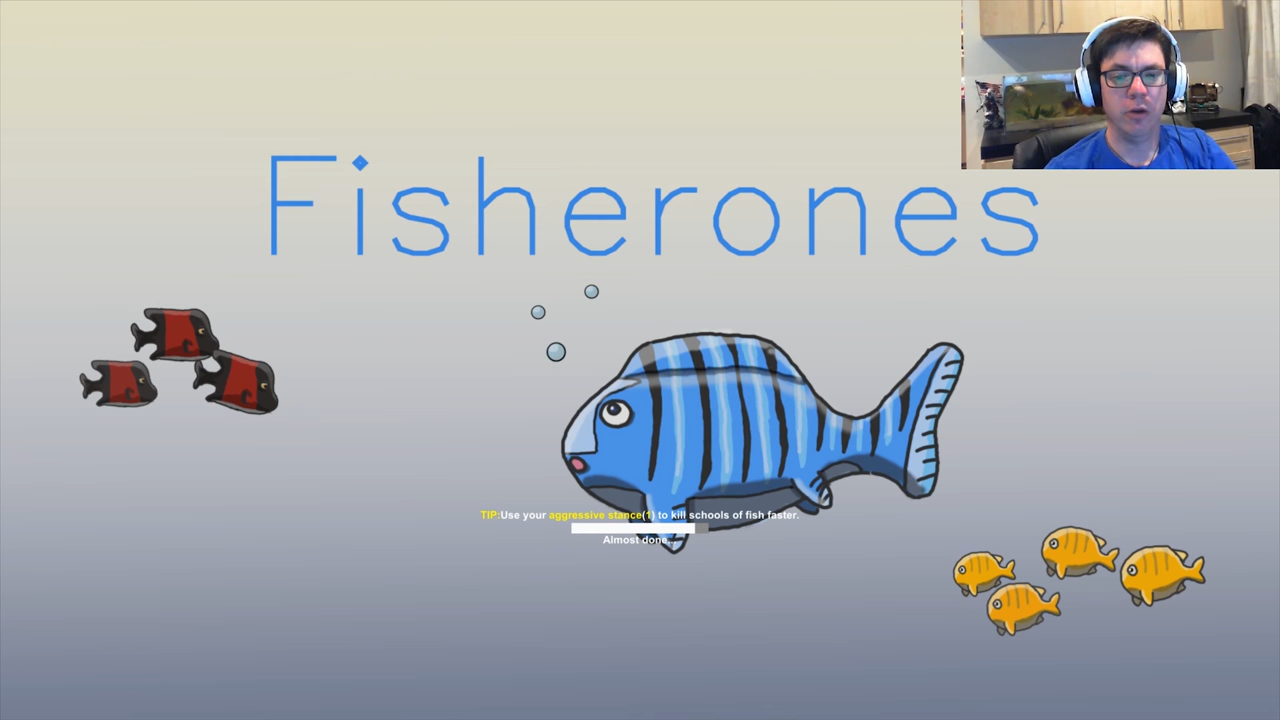 Fisherones
TIP:Use your aggressive stance(1) to kill schools of fish faster.
Almost done...